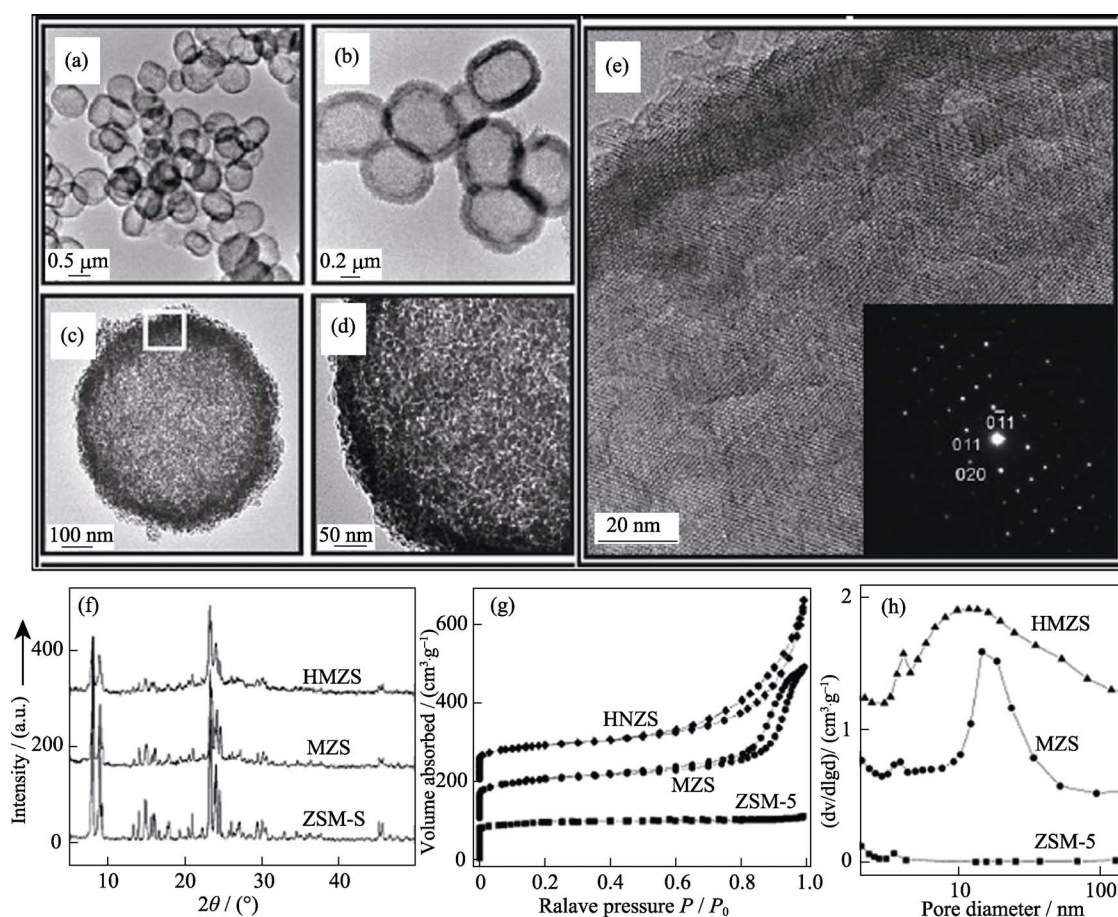 (a)
0.5 μm
(b)
0.2 μm
(c)
100 nm
(d)
50 nm
(e)
20 nm
0̄11
011
020
(f)
Intensity / (a.u.)
400
200
0
HMZS
MZS
ZSM-S
10
20
30
40
2θ / (°)
(g)
Volume absorbed / (cm³·g⁻¹)
600
400
200
0
HNZS
MZS
ZSM-5
0
0.2
0.4
0.6
0.8
1.0
Ralave pressure P / P₀
(h)
(dv/dlgd)/ (cm³·g⁻¹)
2
1
0
HMZS
MZS
ZSM-5
10
100
Pore diameter / nm